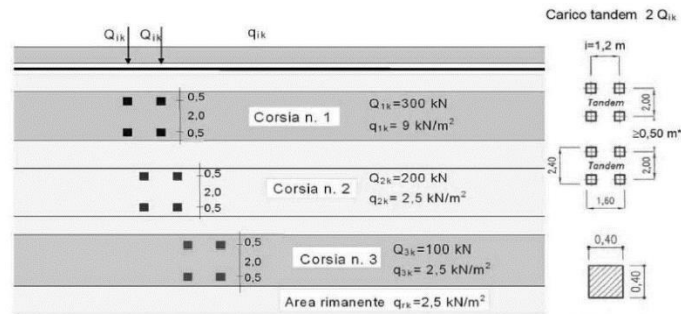 Carico tandem 2 Qik
Qik Qik qik
i=1,2 m
0,5
2,0
0,5
Corsia n. 1
Q1k=300 kN
q1k= 9 kN/m²
Tandem
2,00
≥0,50 m*
0,5
2,0
0,5
Corsia n. 2
Q2k=200 kN
q2k= 2,5 kN/m²
2,40
Tandem
2,00
1,60
0,5
2,0
0,5
Corsia n. 3
Q3k=100 kN
q3k= 2,5 kN/m²
0,40
0,40
Area rimanente qrk=2,5 kN/m²